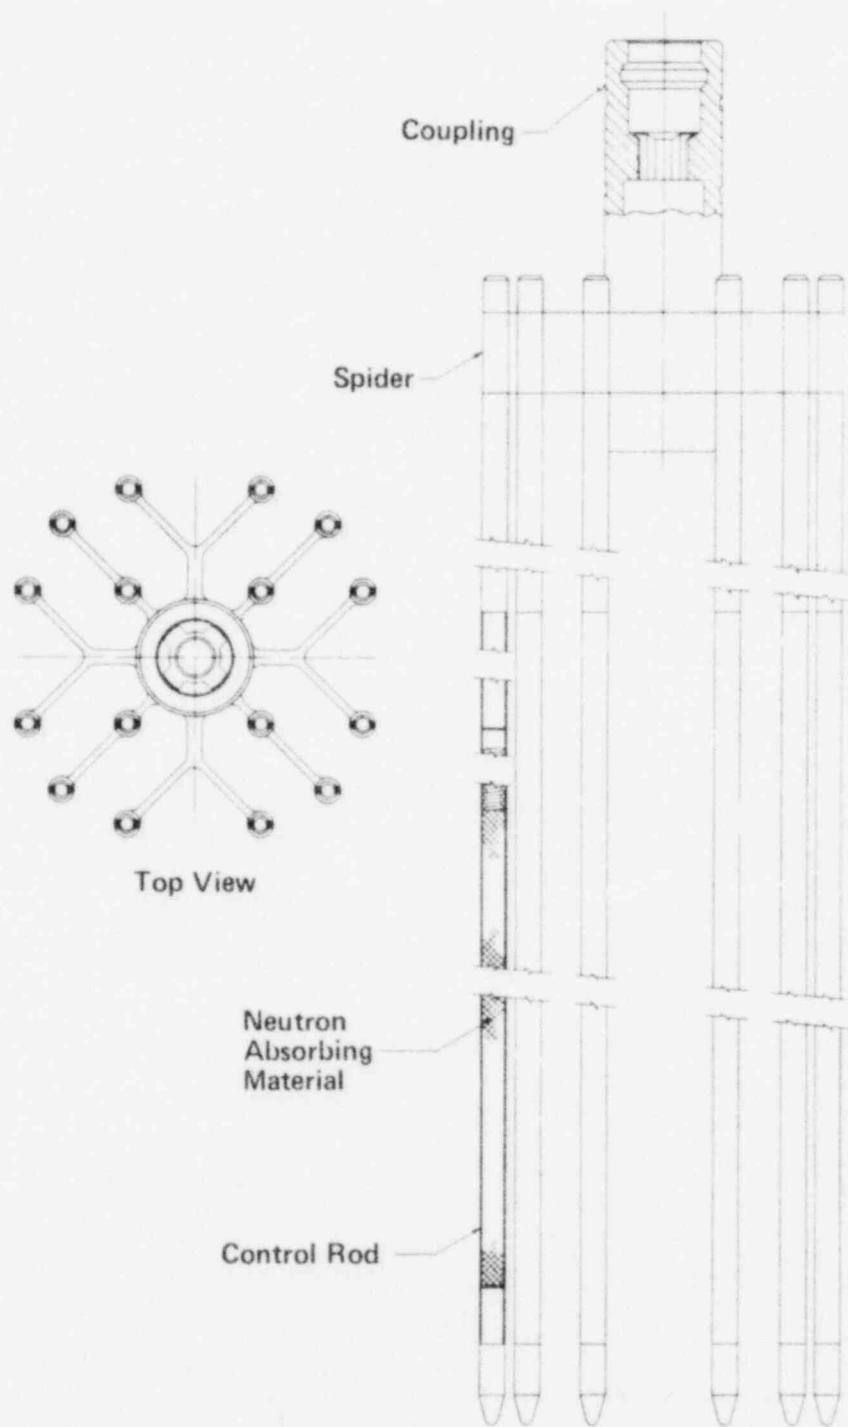 Coupling
Spider
Top View
Neutron
Absorbing
Material
Control Rod